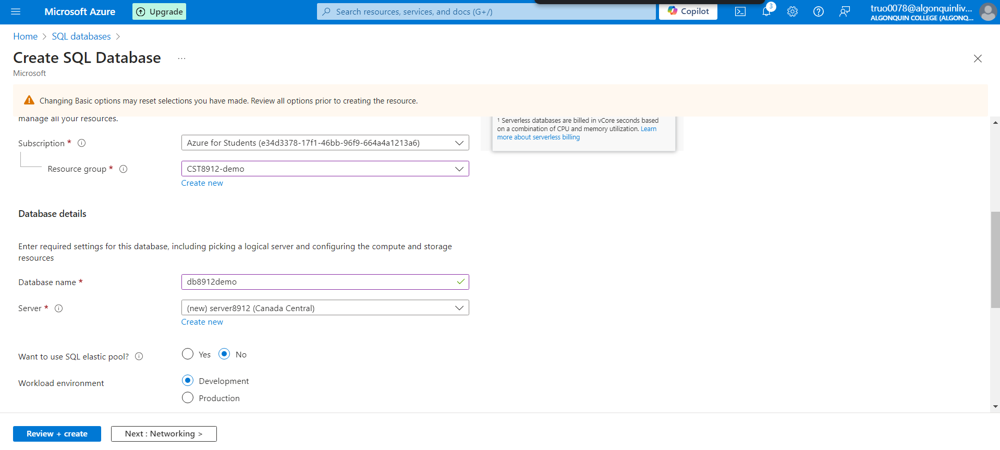 Microsoft Azure
Upgrade
Search resources, services, and docs (G+/)
Copilot
3
truo0078@algonquinliv...
ALGONQUIN COLLEGE (ALGONQ...
Home > SQL databases >
Create SQL Database ...
Microsoft
Changing Basic options may reset selections you have made. Review all options prior to creating the resource.
manage all your resources.
Subscription *
Azure for Students (e34d3378-17f1-46bb-96f9-664a4a1213a6)
Resource group *
CST8912-demo
Create new
¹ Serverless databases are billed in vCore seconds based
on a combination of CPU and memory utilization. Learn
more about serverless billing
Database details
Enter required settings for this database, including picking a logical server and configuring the compute and storage
resources
Database name *
db8912demo
Server *
(new) server8912 (Canada Central)
Create new
Want to use SQL elastic pool?
Yes
No
Workload environment
Development
Production
Review + create
Next : Networking >